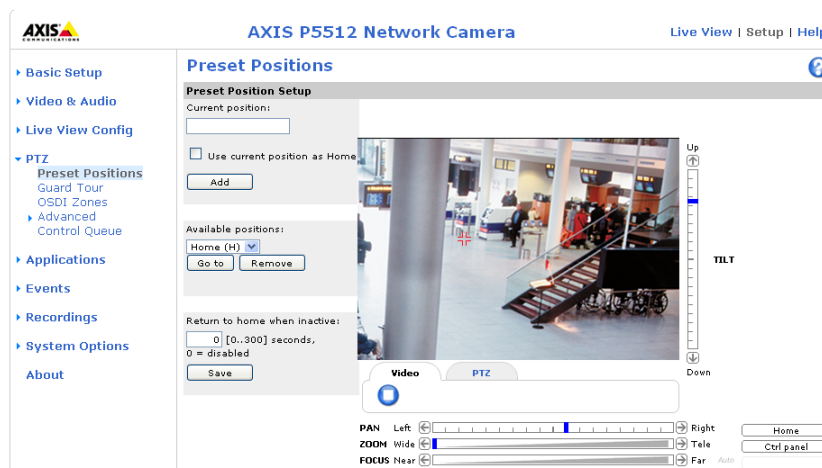 AXIS
COMMUNICATIONS
AXIS P5512 Network Camera
Live View | Setup | Help
Basic Setup
Video & Audio
Live View Config
PTZ
Preset Positions
Guard Tour
OSDI Zones
Advanced
Control Queue
Applications
Events
Recordings
System Options
About
Preset Positions
?
Preset Position Setup
Current position:
Use current position as Home
Add
Available positions:
Home (H)
Go to Remove
Return to home when inactive:
0 [0..300] seconds,
0 = disabled
Save
Up
TILT
Down
Video PTZ
PAN Left Right Home
ZOOM Wide Tele Ctrl panel
FOCUS Near Far Auto